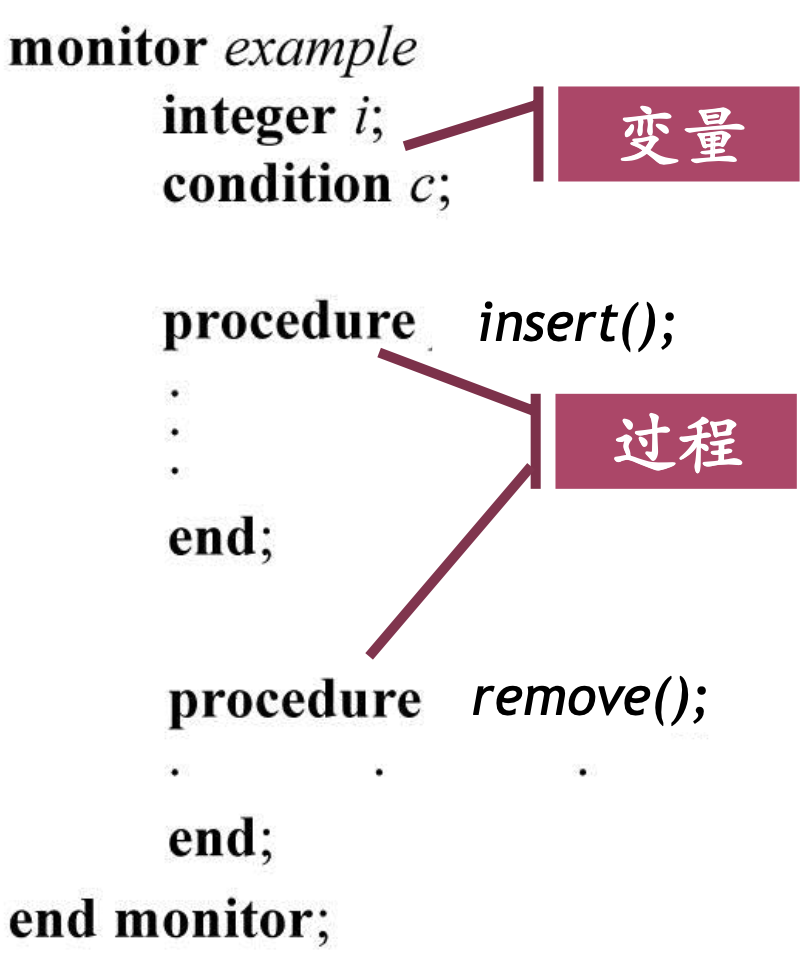 monitor example
integer i;
变量
condition c;
procedure insert();
.
.
.
过程
end;
procedure remove();
. . .
end;
end monitor;